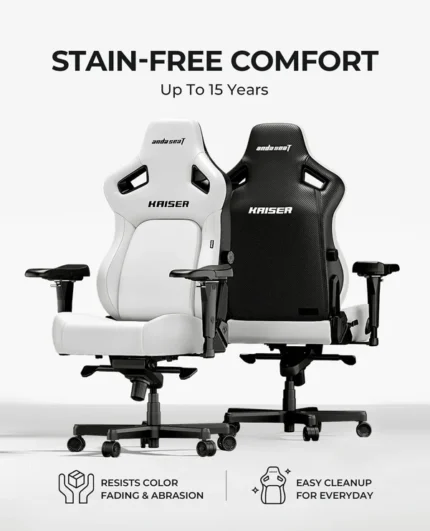 STAIN-FREE COMFORT
Up To 15 Years
andaseaT
KAISER
andaseaT
KAISER
RESISTS COLOR
FADING & ABRASION
EASY CLEANUP
FOR EVERYDAY